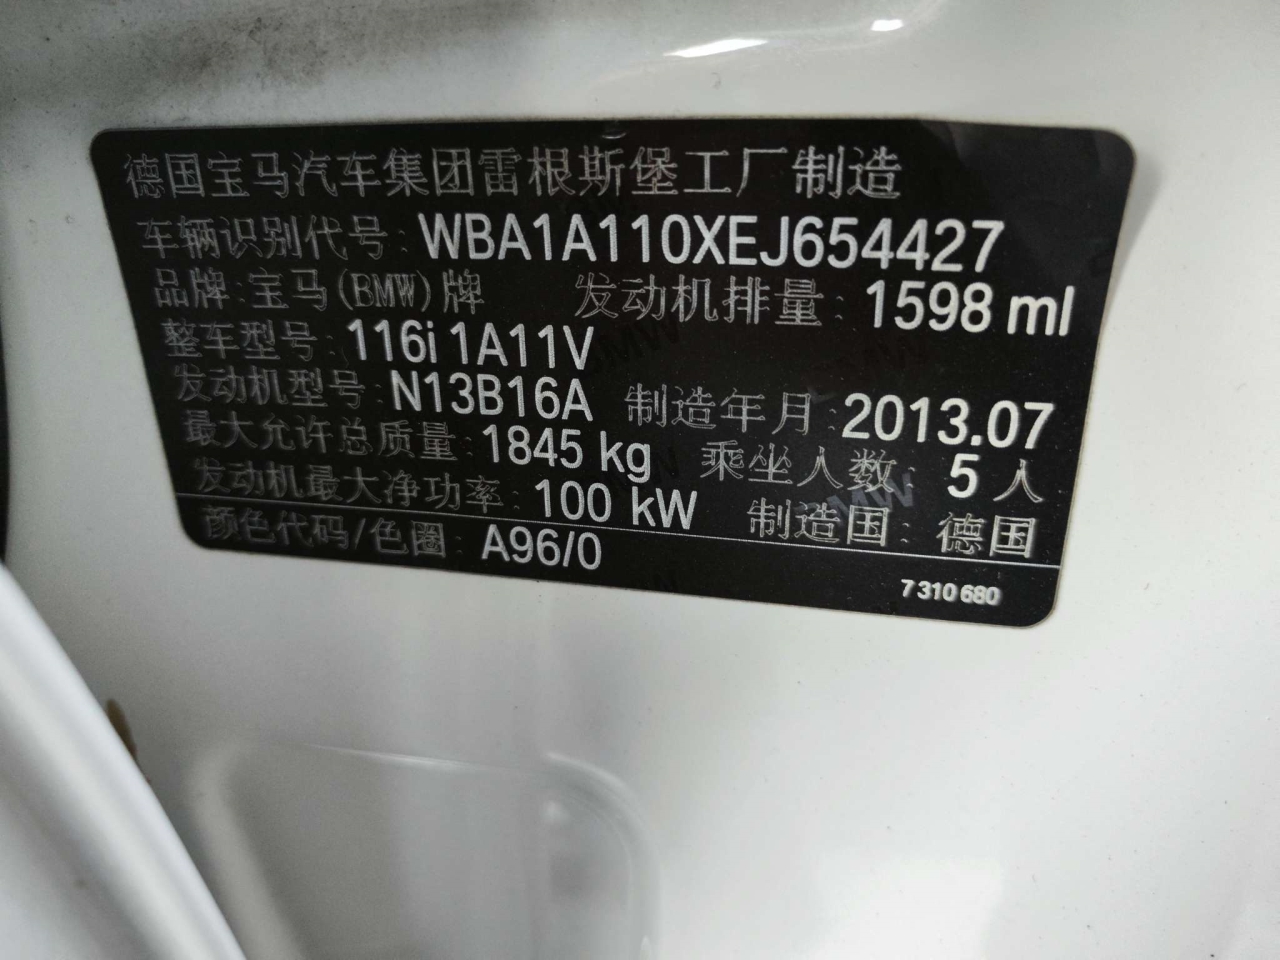 德国宝马汽车集团雷根斯堡工厂制造
车辆识别代号: WBA1A110XEJ654427
品牌:宝马(BMW)牌 发动机排量: 1598 ml
整车型号: 116i 1A11V
发动机型号: N13B16A 制造年月: 2013.07
最大允许总质量: 1845 kg 乘坐人数: 5 人
发动机最大净功率: 100 kW 制造国: 德国
颜色代码/色圈: A96/0
7 310 680